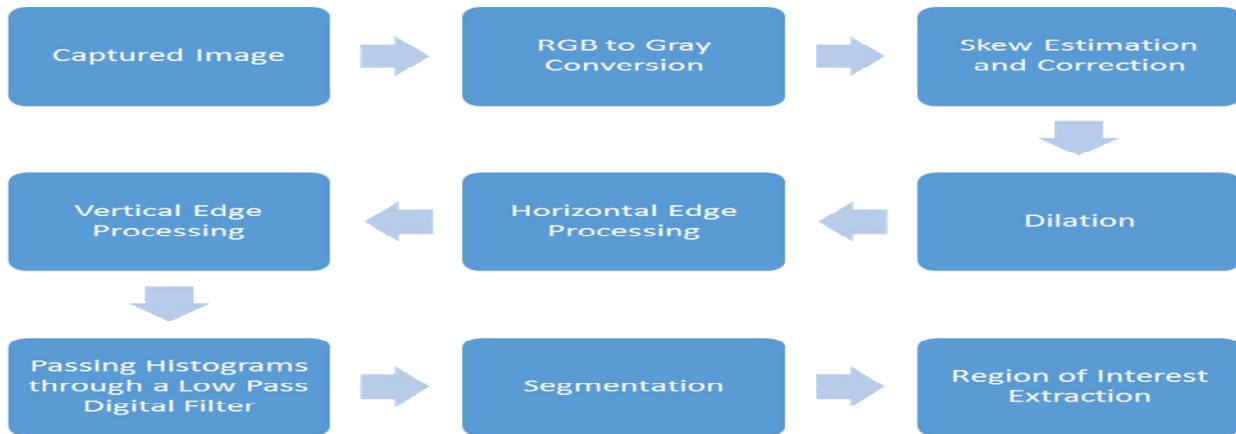 Captured Image
RGB to Gray
Conversion
Skew Estimation
and Correction
Dilation
Horizontal Edge
Processing
Vertical Edge
Processing
Passing Histograms
through a Low Pass
Digital Filter
Segmentation
Region of Interest
Extraction